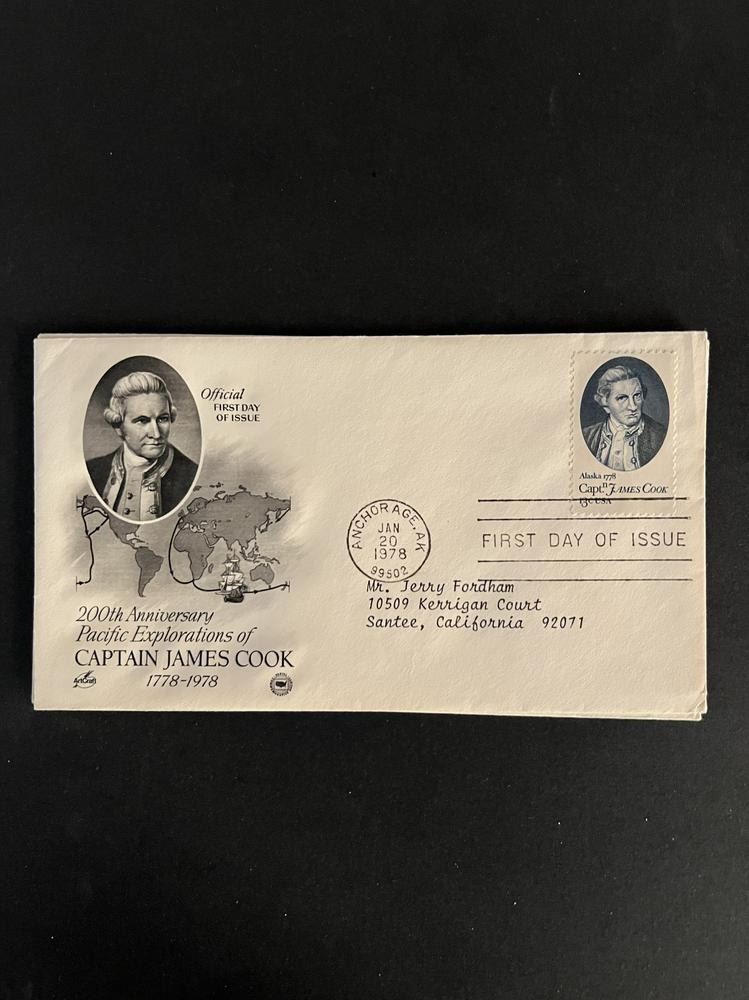 Official
FIRST DAY
OF ISSUE
200th Anniversary
Pacific Explorations of
CAPTAIN JAMES COOK
1778-1978
ArtCraft
Alaska 1778
Capt.n JAMES COOK
13c USA
ANCHORAGE, AK
JAN
20
1978
99502
FIRST DAY OF ISSUE
Mr. Jerry Fordham
10509 Kerrigan Court
Santee, California 92071